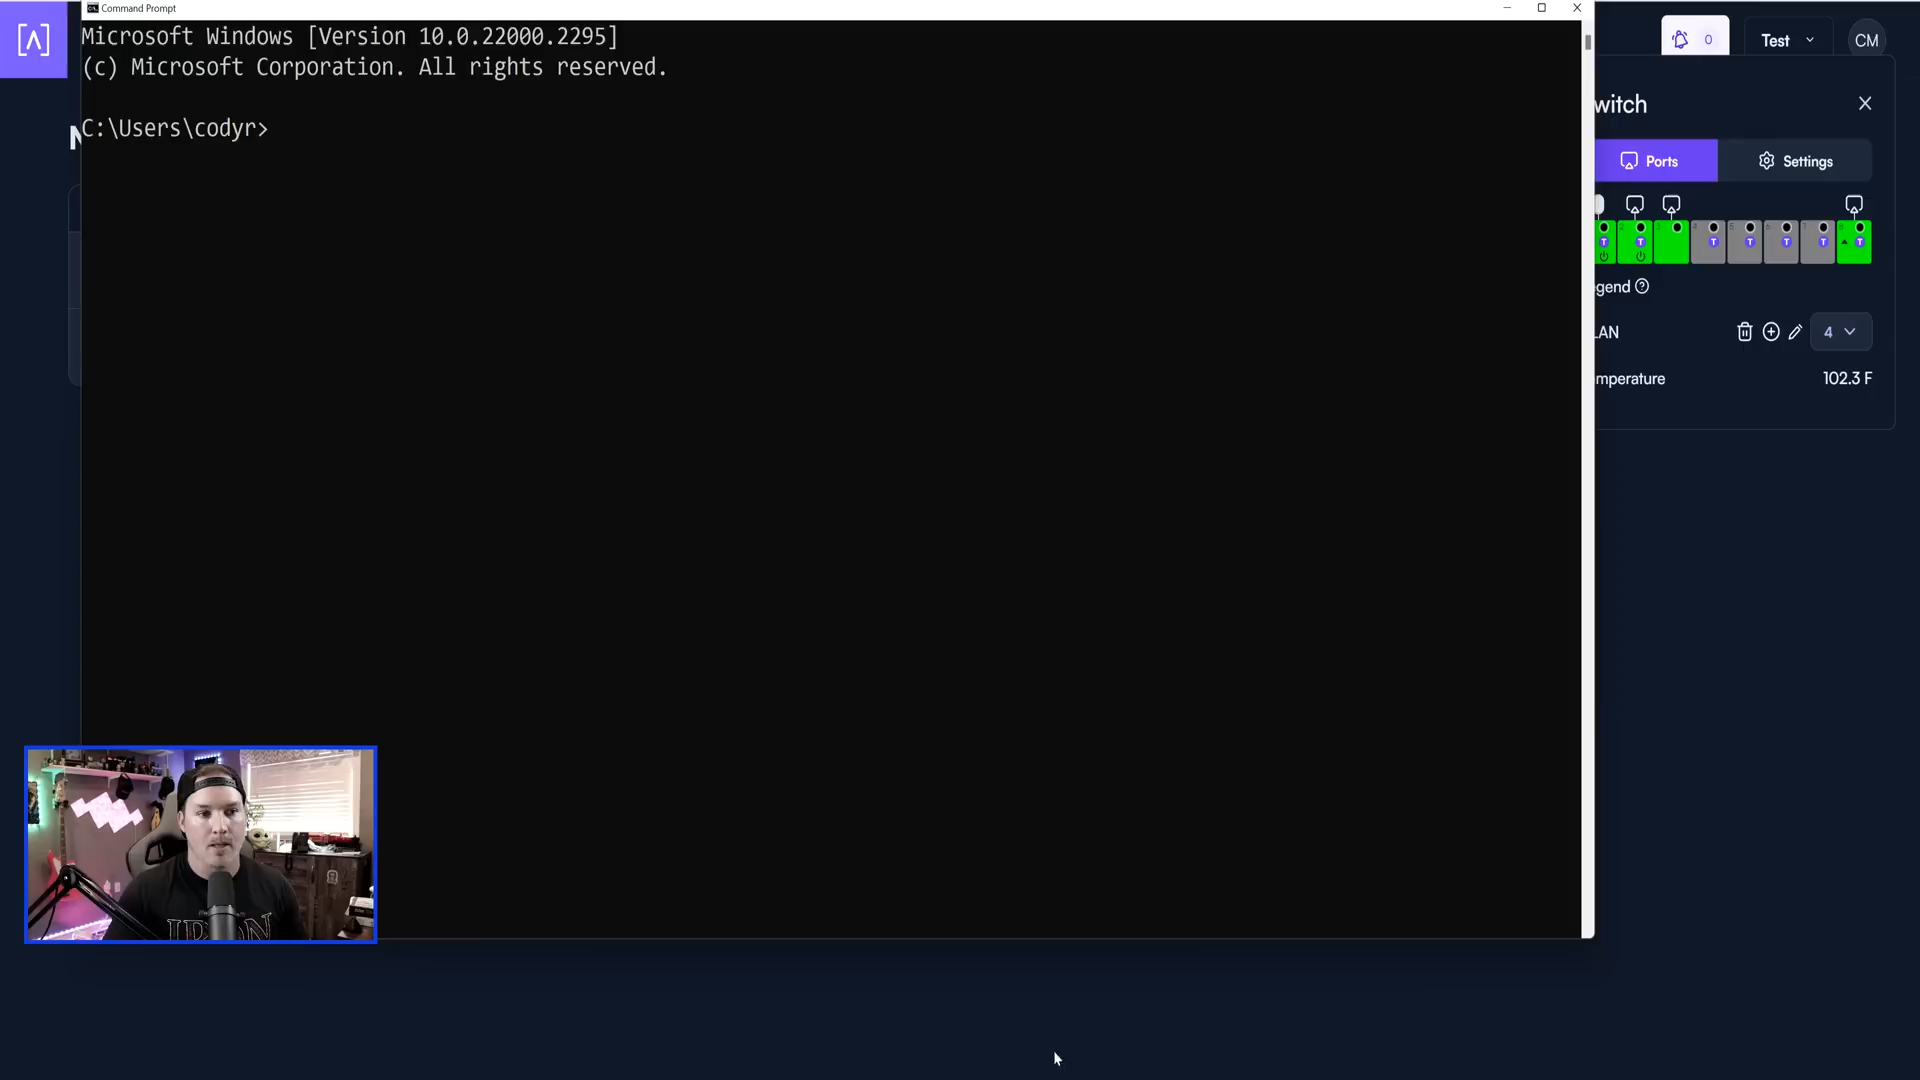 Command Prompt
Microsoft Windows [Version 10.0.22000.2295]
(c) Microsoft Corporation. All rights reserved.
C:\Users\codyr>
0
Test
CM
witch
Ports
Settings
T T T T T T T
gend
LAN
4
mperature
102.3 F
IRON